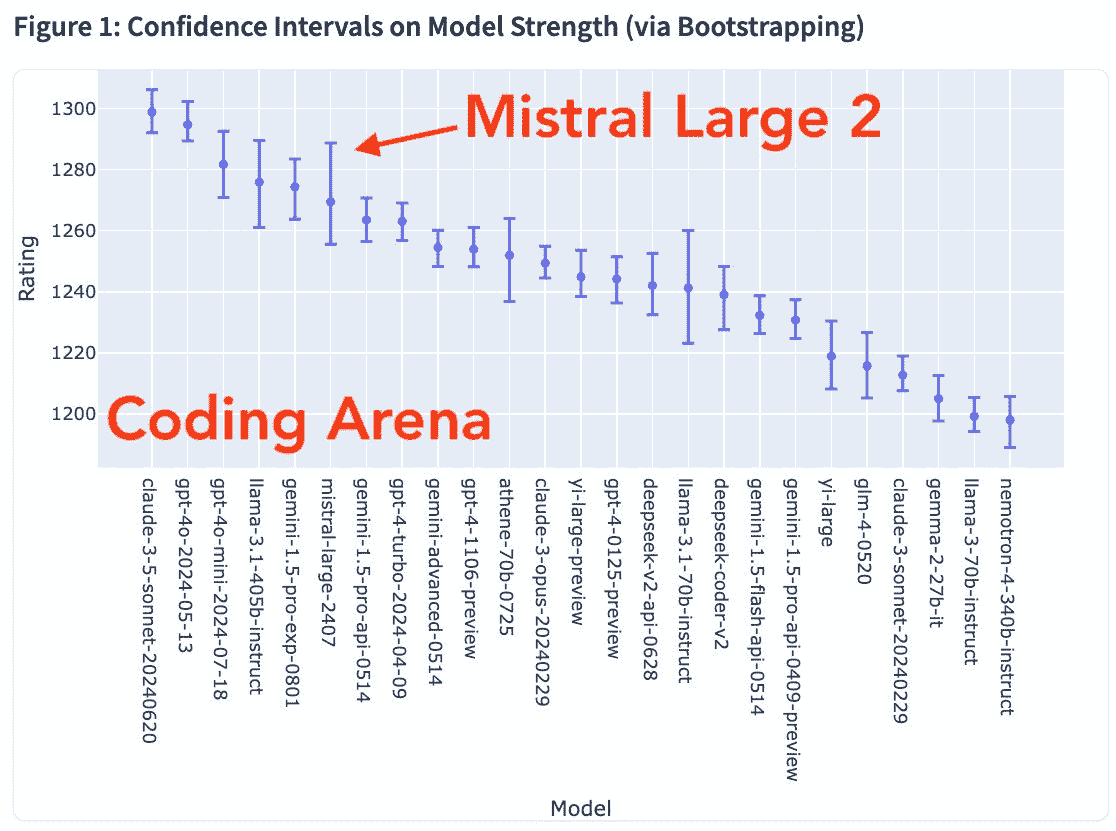 Figure 1: Confidence Intervals on Model Strength (via Bootstrapping)
Mistral Large 2
Coding Arena
Rating
1300
1280
1260
1240
1220
1200
claude-3-5-sonnet-20240620
gpt-4o-2024-05-13
gpt-4o-mini-2024-07-18
llama-3.1-405b-instruct
gemini-1.5-pro-exp-0801
mistral-large-2407
gemini-1.5-pro-api-0514
gpt-4-turbo-2024-04-09
gemini-advanced-0514
gpt-4-1106-preview
athene-70b-0725
claude-3-opus-20240229
yi-large-preview
gpt-4-0125-preview
deepseek-v2-api-0628
llama-3.1-70b-instruct
deepseek-coder-v2
gemini-1.5-flash-api-0514
gemini-1.5-pro-api-0409-preview
yi-large
glm-4-0520
claude-3-sonnet-20240229
gemma-2-27b-it
llama-3-70b-instruct
nemotron-4-340b-instruct
Model